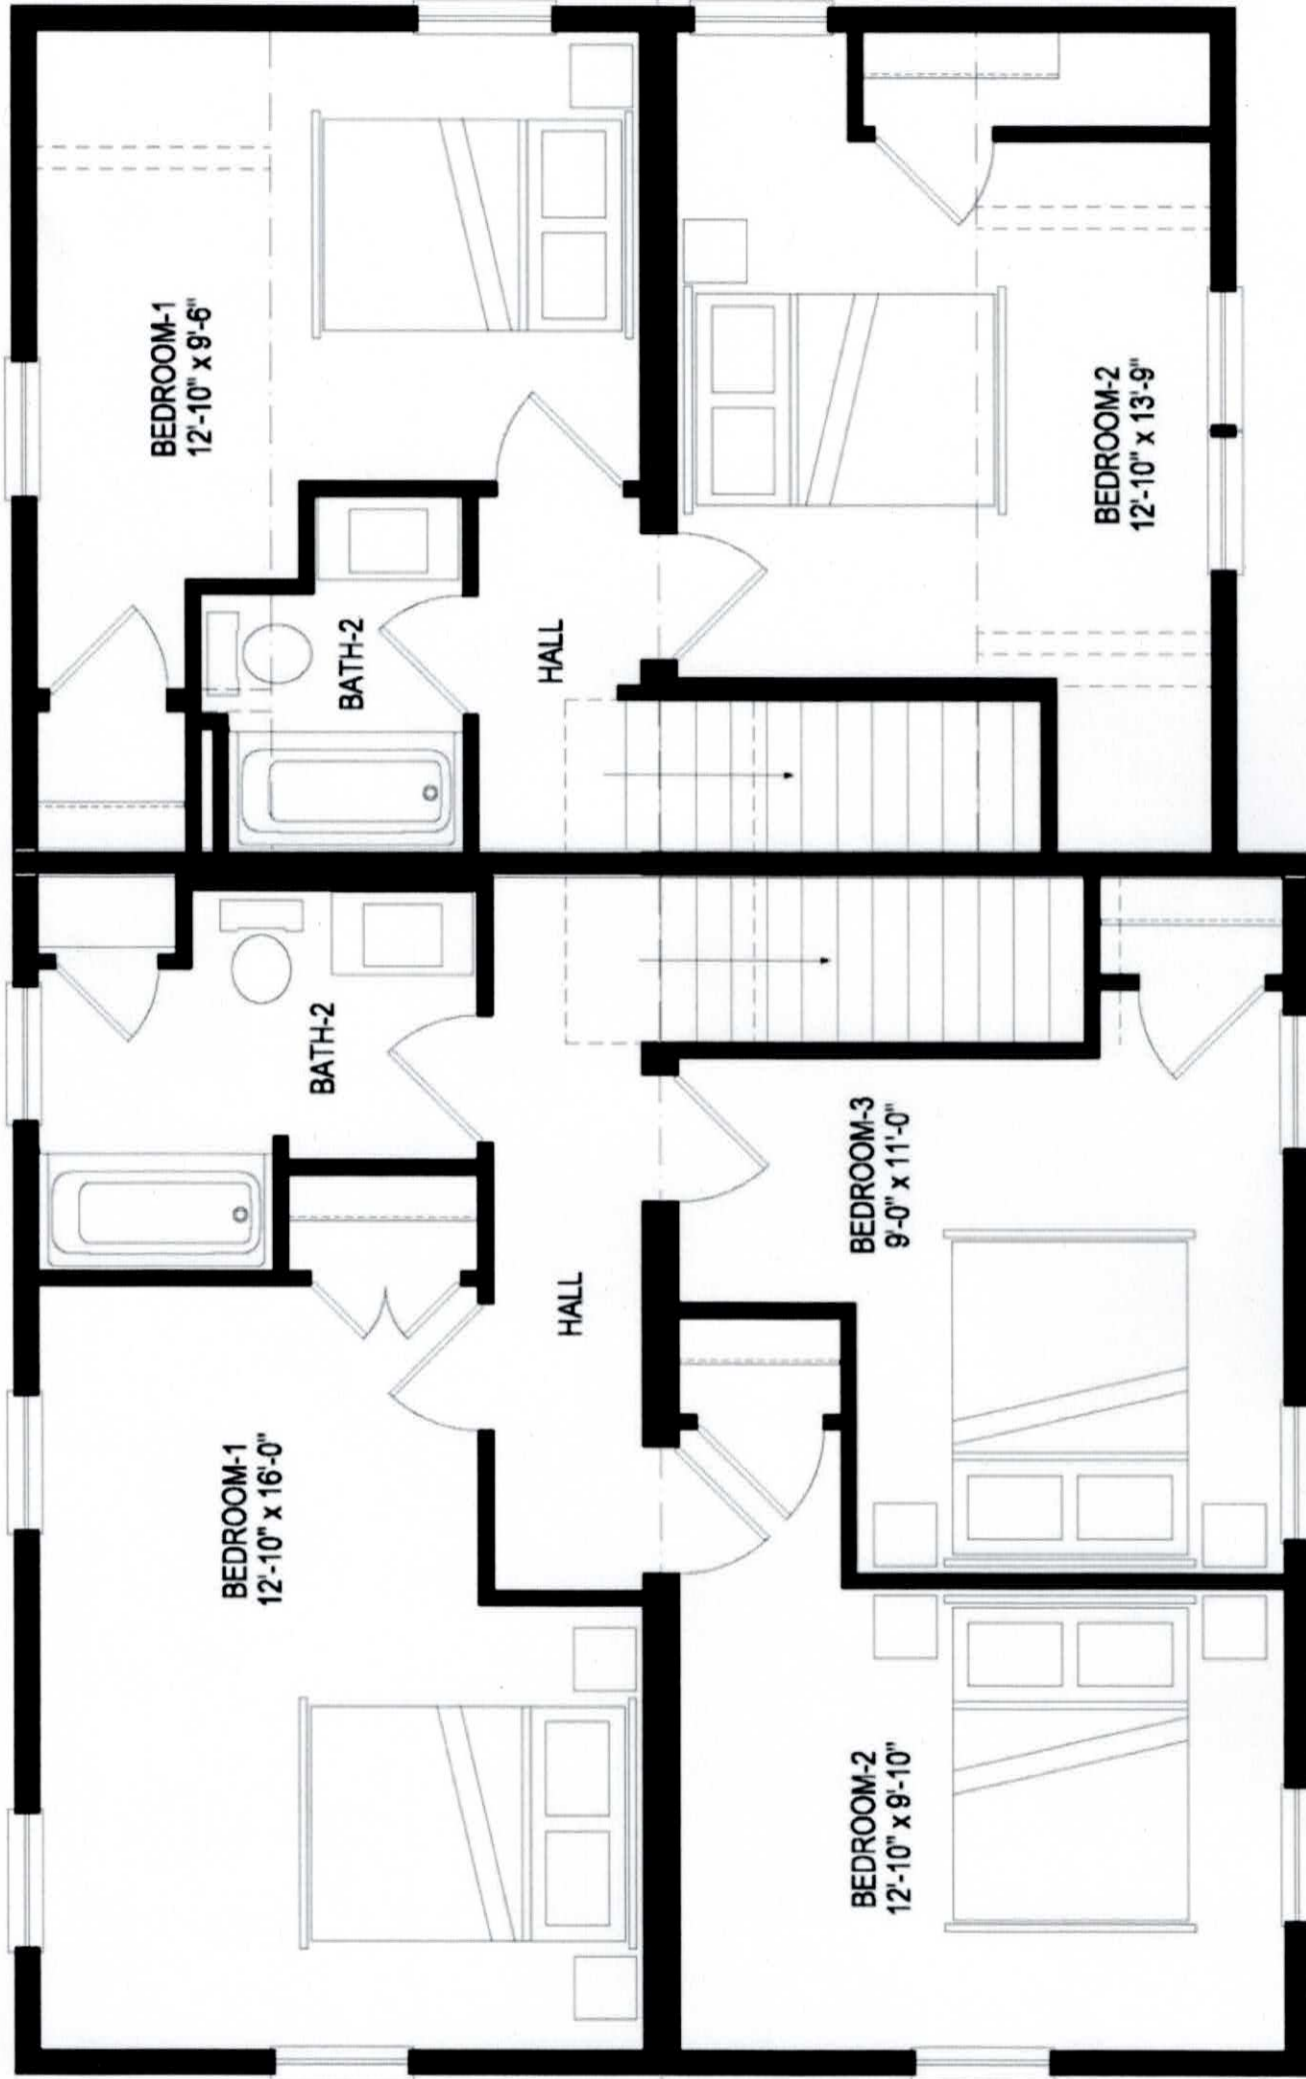 BEDROOM-1
12'-10" x 9'-6"
BATH-2
HALL
BEDROOM-2
12'-10" x 13'-9"
BATH-2
HALL
BEDROOM-1
12'-10" x 16'-0"
BEDROOM-3
9'-0" x 11'-0"
BEDROOM-2
12'-10" x 9'-10"